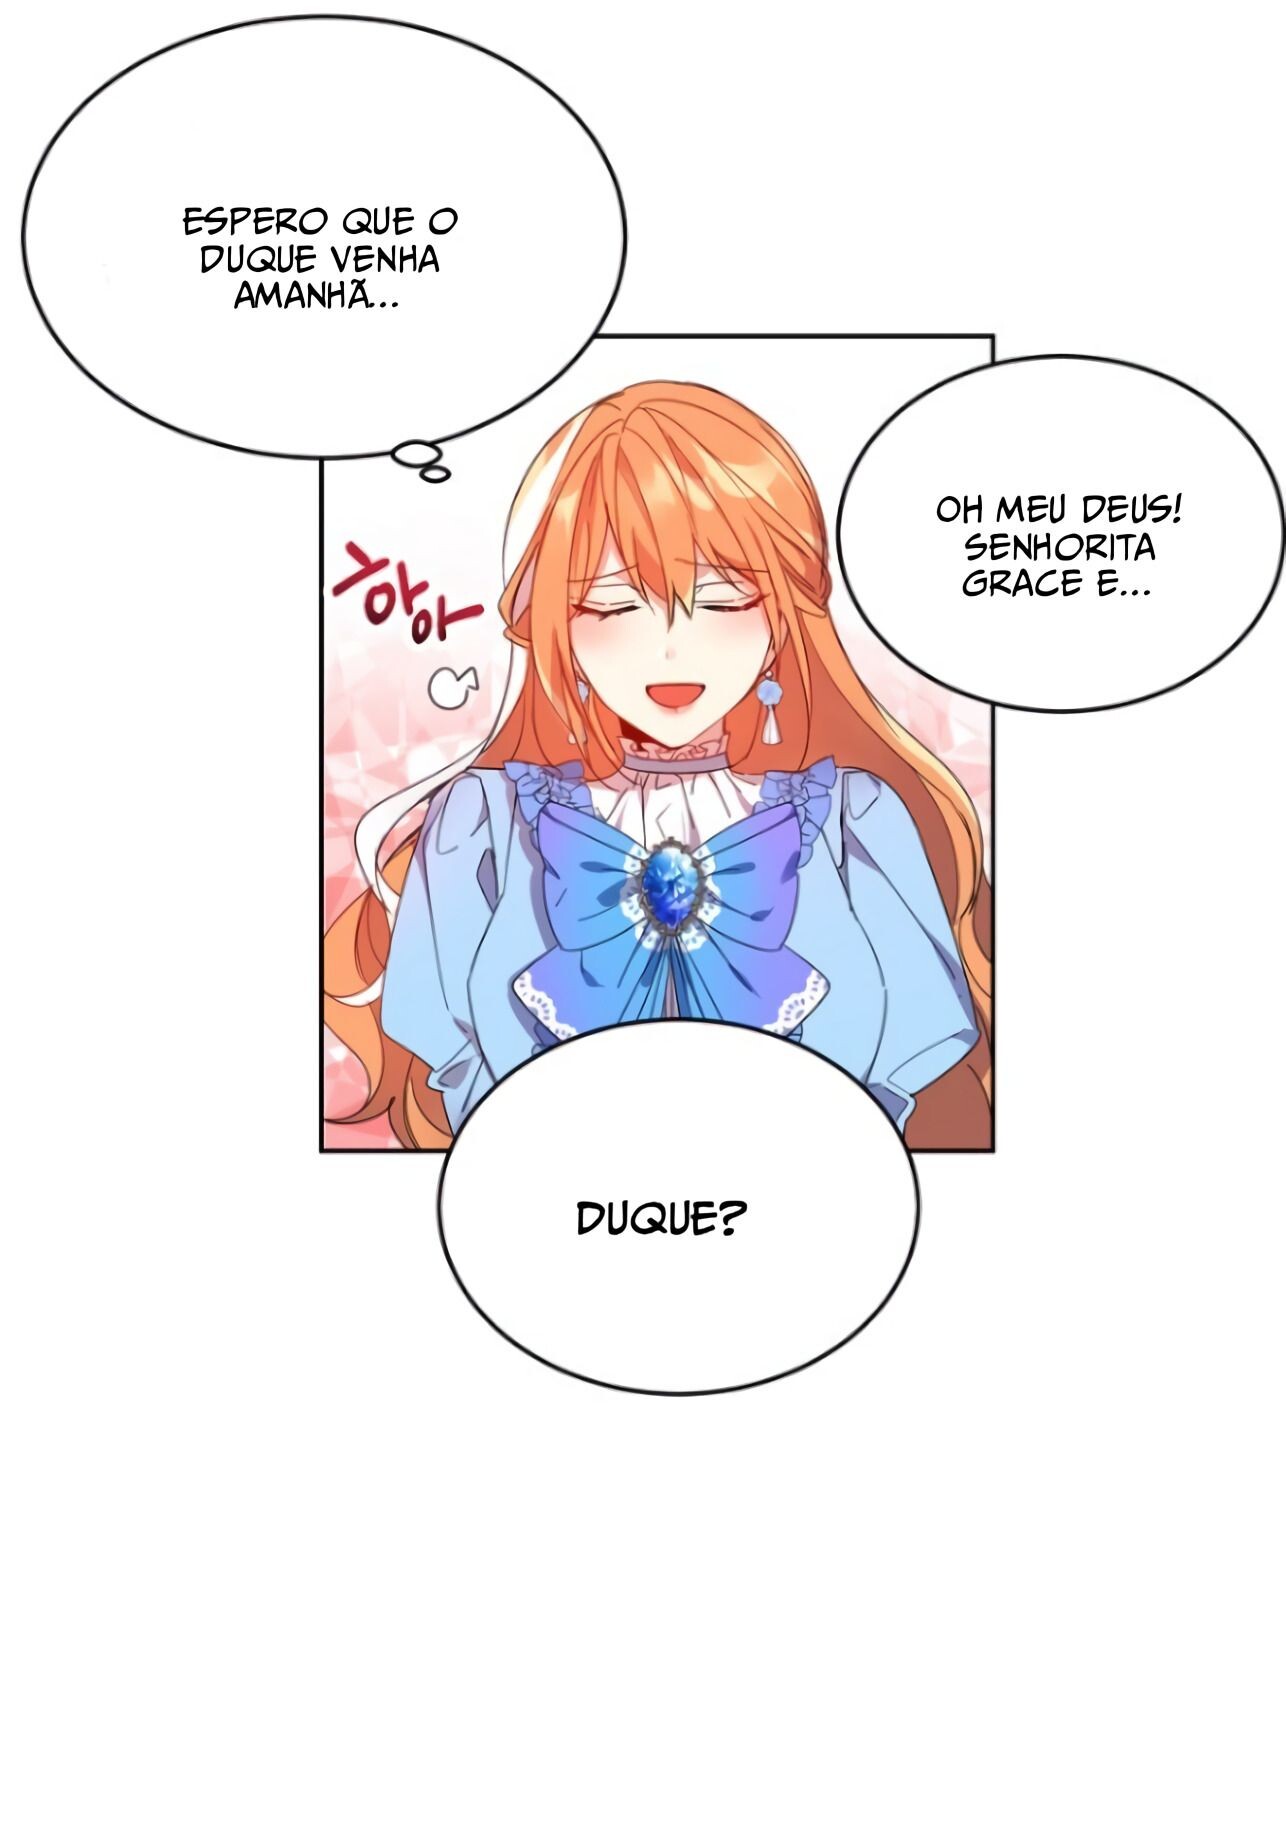 ESPERO QUE O
DUQUE VENHA
AMANHÃ...
OH MEU DEUS!
SENHORITA
GRACE E...
하아
DUQUE?